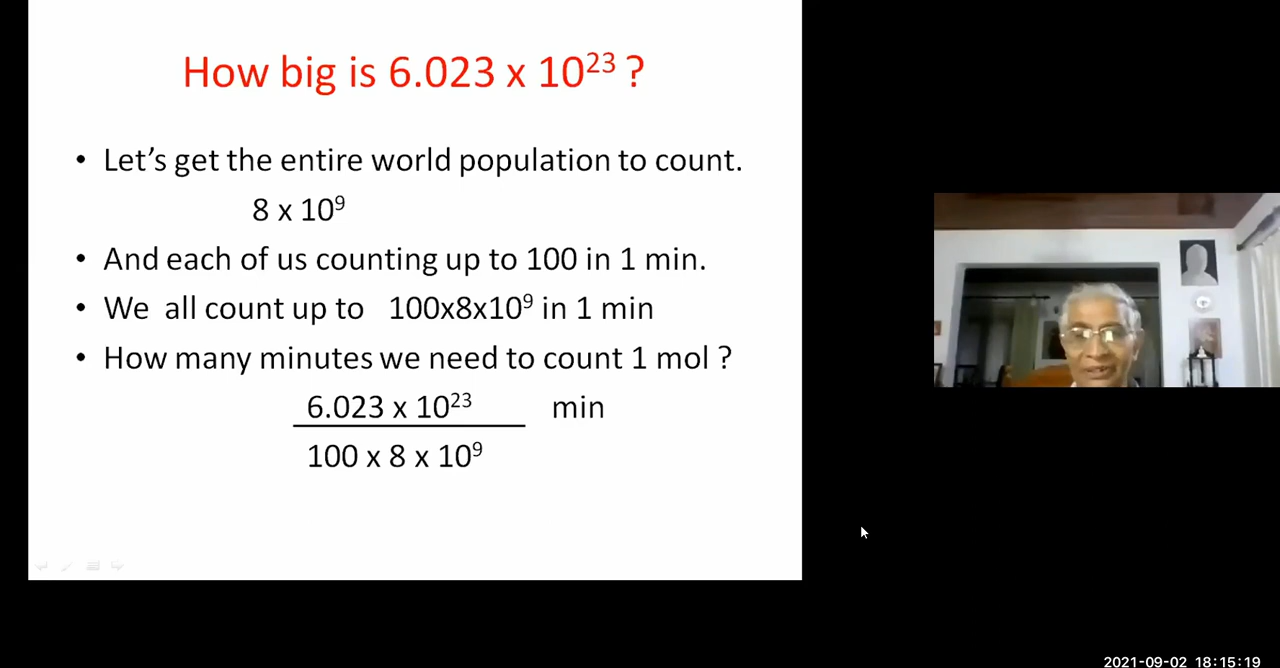 How big is 6.023 x 10²³ ?
• Let’s get the entire world population to count.
8 x 10⁹
• And each of us counting up to 100 in 1 min.
• We all count up to 100x8x10⁹ in 1 min
• How many minutes we need to count 1 mol ?
6.023 x 10²³ min
100 x 8 x 10⁹
2021-09-02 18:15:19